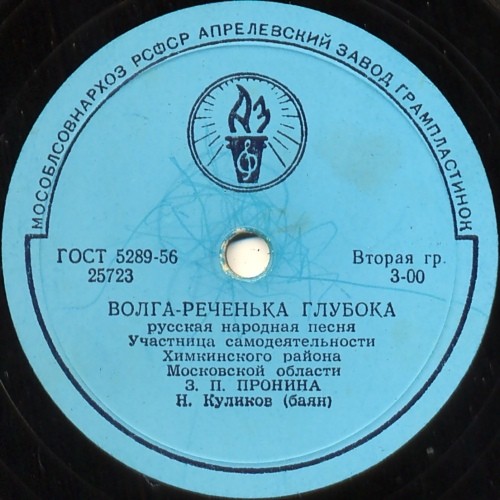 МОСОБЛСОВНАРХОЗ РСФСР АПРЕЛЕВСКИЙ ЗАВОД ГРАМПЛАСТИНОК
АЗ
ГОСТ 5289-56
25723
Вторая гр.
3-00
ВОЛГА-РЕЧЕНЬКА ГЛУБОКА
русская народная песня
Участница самодеятельности
Химкинского района
Московской области
З. П. ПРОНИНА
Н. Куликов (баян)